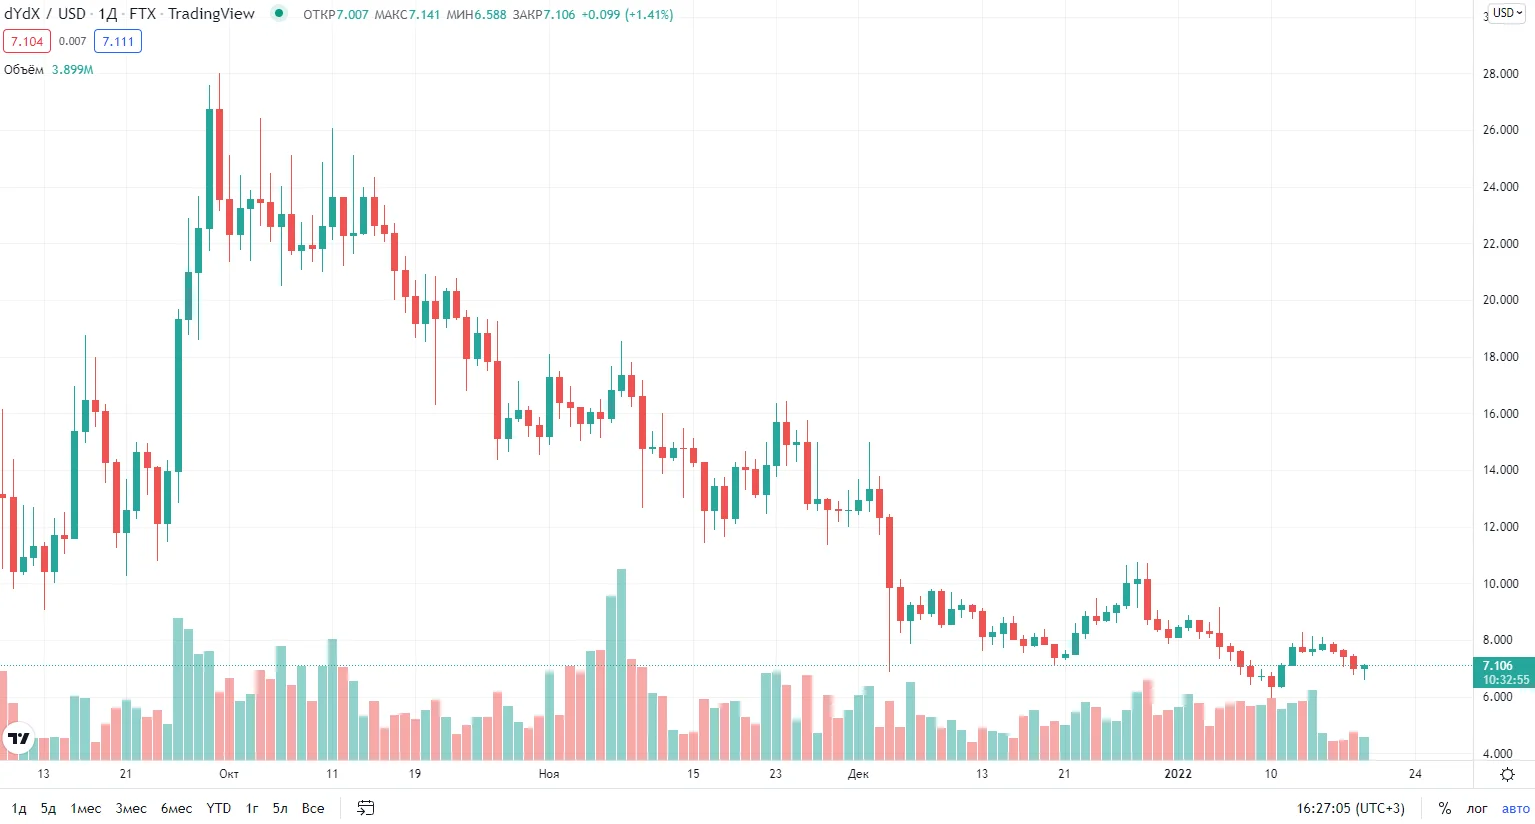 dYdX / USD · 1Д · FTX · TradingView ОТКР7.007 МАКС7.141 МИН6.588 ЗАКР7.106 +0.099 (+1.41%)
USD
7.104 0.007 7.111
Объём 3.899M
28.000
26.000
24.000
22.000
20.000
18.000
16.000
14.000
12.000
10.000
8.000
7.106
10:32:55
6.000
4.000
13 21 Окт 11 19 Ноя 15 23 Дек 13 21 2022 10 24
1д 5д 1мес 3мес 6мес YTD 1г 5л Все 16:27:05 (UTC+3) % лог авто